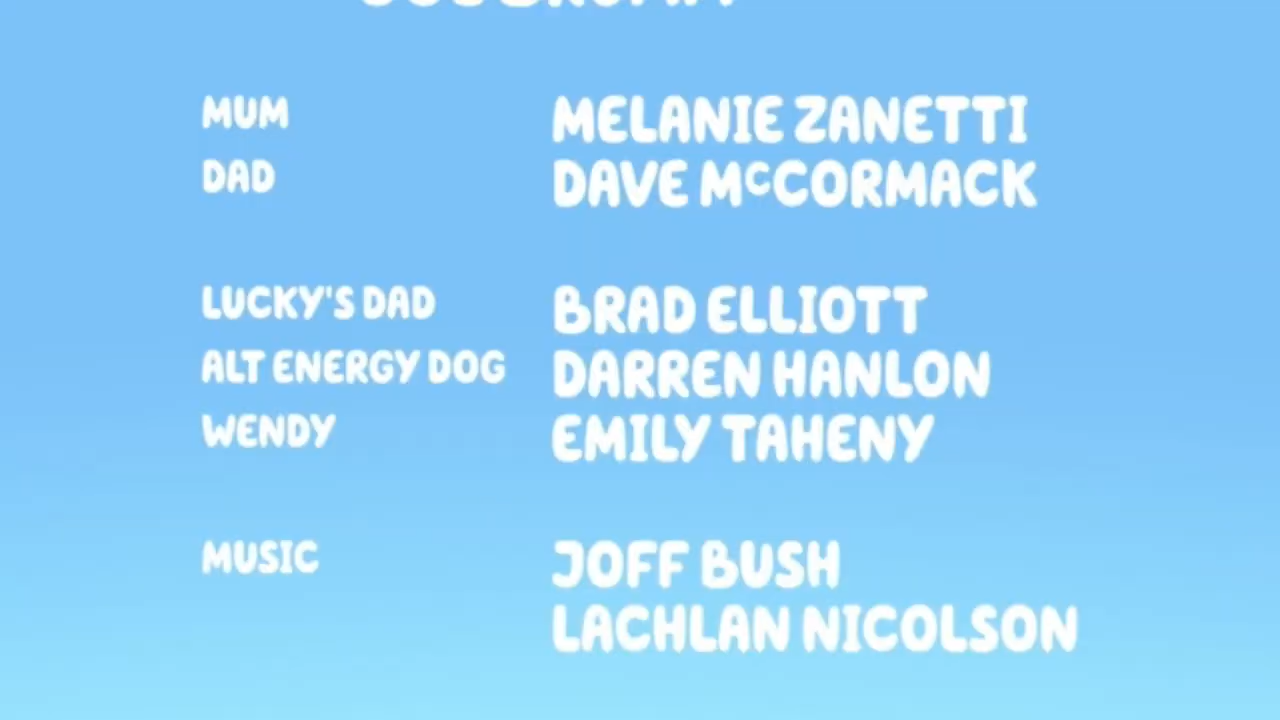 MUM MELANIE ZANETTI
DAD DAVE McCORMACK
LUCKY'S DAD BRAD ELLIOTT
ALT ENERGY DOG DARREN HANLON
WENDY EMILY TAHENY
MUSIC JOFF BUSH
LACHLAN NICOLSON